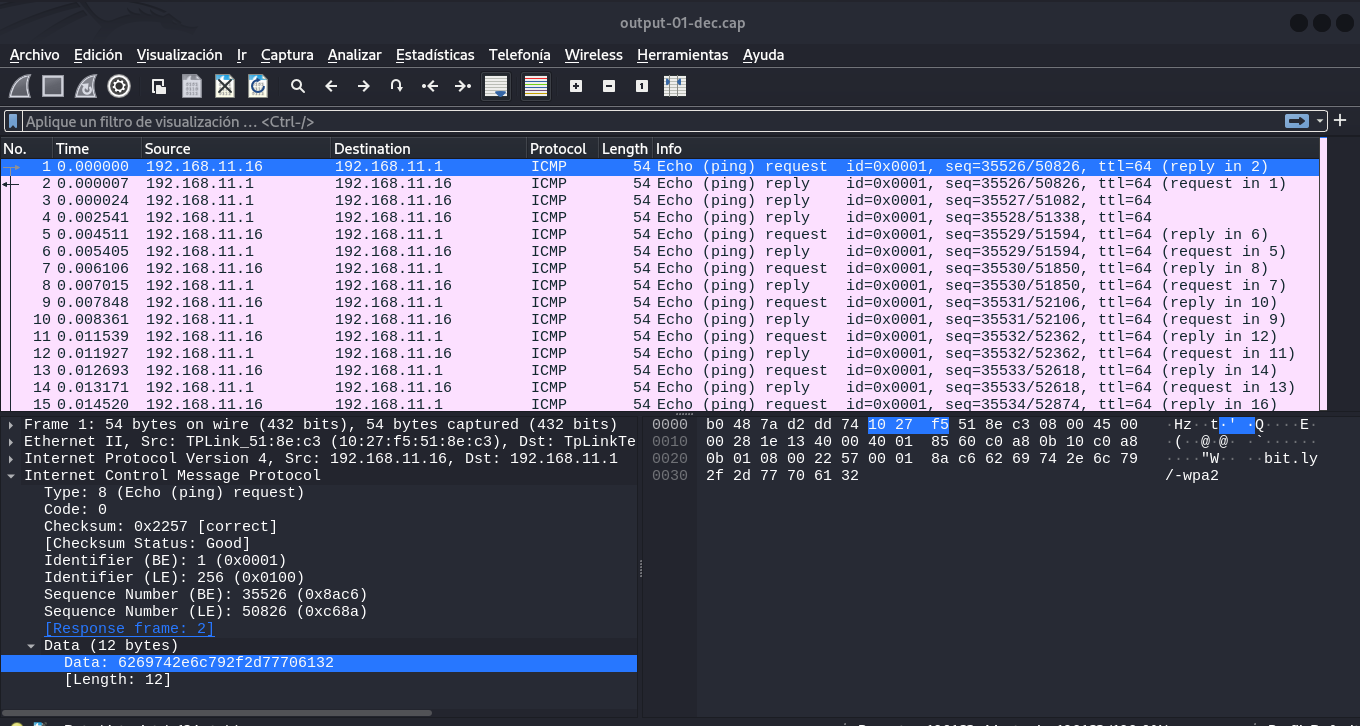 output-01-dec.cap
Archivo Edición Visualización Ir Captura Analizar Estadísticas Telefonía Wireless Herramientas Ayuda
Aplique un filtro de visualización … <Ctrl-/>
No. Time Source Destination Protocol Length Info
1 0.000000 192.168.11.16 192.168.11.1 ICMP 54 Echo (ping) request id=0x0001, seq=35526/50826, ttl=64 (reply in 2)
2 0.000007 192.168.11.1 192.168.11.16 ICMP 54 Echo (ping) reply id=0x0001, seq=35526/50826, ttl=64 (request in 1)
3 0.000024 192.168.11.1 192.168.11.16 ICMP 54 Echo (ping) reply id=0x0001, seq=35527/51082, ttl=64
4 0.002541 192.168.11.1 192.168.11.16 ICMP 54 Echo (ping) reply id=0x0001, seq=35528/51338, ttl=64
5 0.004511 192.168.11.16 192.168.11.1 ICMP 54 Echo (ping) request id=0x0001, seq=35529/51594, ttl=64 (reply in 6)
6 0.005405 192.168.11.1 192.168.11.16 ICMP 54 Echo (ping) reply id=0x0001, seq=35529/51594, ttl=64 (request in 5)
7 0.006106 192.168.11.16 192.168.11.1 ICMP 54 Echo (ping) request id=0x0001, seq=35530/51850, ttl=64 (reply in 8)
8 0.007015 192.168.11.1 192.168.11.16 ICMP 54 Echo (ping) reply id=0x0001, seq=35530/51850, ttl=64 (request in 7)
9 0.007848 192.168.11.16 192.168.11.1 ICMP 54 Echo (ping) request id=0x0001, seq=35531/52106, ttl=64 (reply in 10)
10 0.008361 192.168.11.1 192.168.11.16 ICMP 54 Echo (ping) reply id=0x0001, seq=35531/52106, ttl=64 (request in 9)
11 0.011539 192.168.11.16 192.168.11.1 ICMP 54 Echo (ping) request id=0x0001, seq=35532/52362, ttl=64 (reply in 12)
12 0.011927 192.168.11.1 192.168.11.16 ICMP 54 Echo (ping) reply id=0x0001, seq=35532/52362, ttl=64 (request in 11)
13 0.012693 192.168.11.16 192.168.11.1 ICMP 54 Echo (ping) request id=0x0001, seq=35533/52618, ttl=64 (reply in 14)
14 0.013171 192.168.11.1 192.168.11.16 ICMP 54 Echo (ping) reply id=0x0001, seq=35533/52618, ttl=64 (request in 13)
15 0.014520 192.168.11.16 192.168.11.1 ICMP 54 Echo (ping) request id=0x0001, seq=35534/52874, ttl=64 (reply in 16)
Frame 1: 54 bytes on wire (432 bits), 54 bytes captured (432 bits)
Ethernet II, Src: TPLink_51:8e:c3 (10:27:f5:51:8e:c3), Dst: TpLinkTe
Internet Protocol Version 4, Src: 192.168.11.16, Dst: 192.168.11.1
Internet Control Message Protocol
Type: 8 (Echo (ping) request)
Code: 0
Checksum: 0x2257 [correct]
[Checksum Status: Good]
Identifier (BE): 1 (0x0001)
Identifier (LE): 256 (0x0100)
Sequence Number (BE): 35526 (0x8ac6)
Sequence Number (LE): 50826 (0xc68a)
[Response frame: 2]
Data (12 bytes)
Data: 6269742e6c792f2d77706132
[Length: 12]
0000 b0 48 7a d2 dd 74 10 27 f5 51 8e c3 08 00 45 00 ·Hz··t·'·Q····E·
0010 00 28 1e 13 40 00 40 01 85 60 c0 a8 0b 10 c0 a8 ·(··@·@··`······
0020 0b 01 08 00 22 57 00 01 8a c6 62 69 74 2e 6c 79 ····"W····bit.ly
0030 2f 2d 77 70 61 32 /-wpa2